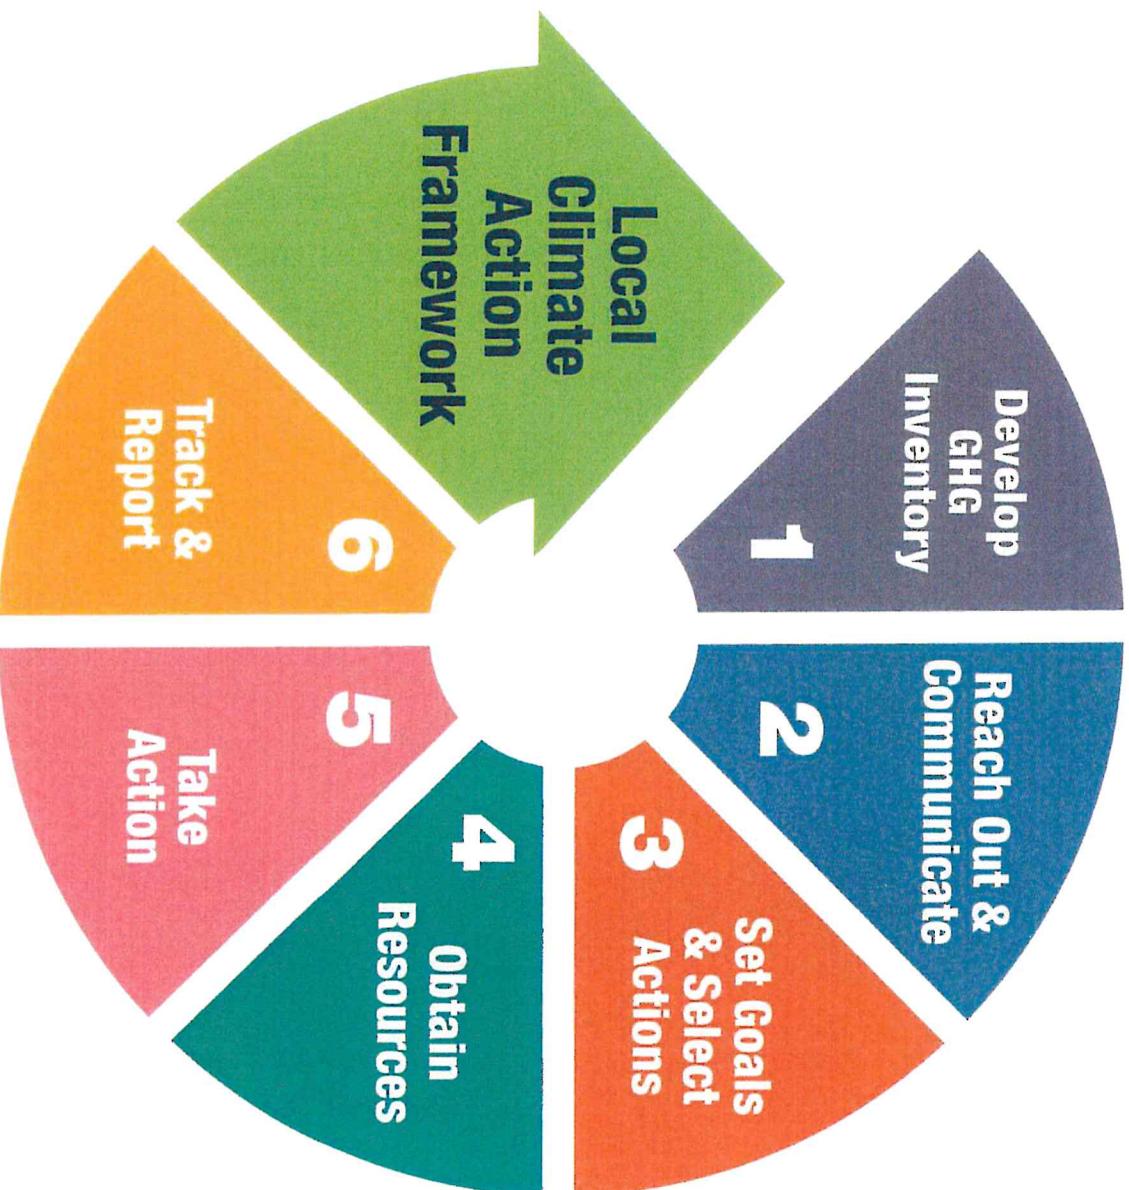 Local
Climate
Action
Framework
1
Develop
GHG
Inventory
2
Reach Out &
Communicate
3
Set Goals
& Select
Actions
4
Obtain
Resources
5
Take
Action
6
Track &
Report